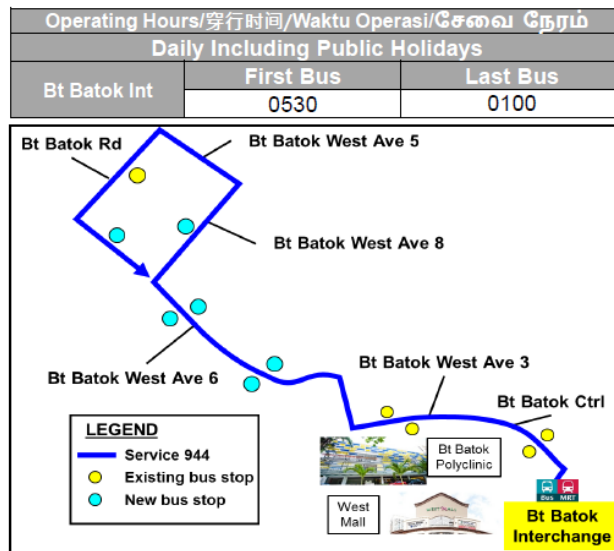 Operating Hours/穿行时间/Waktu Operasi/சேவை நேரம்
Daily Including Public Holidays
Bt Batok Int
First Bus
Last Bus
0530
0100
Bt Batok Rd
Bt Batok West Ave 5
Bt Batok West Ave 8
Bt Batok West Ave 6
Bt Batok West Ave 3
Bt Batok Ctrl
LEGEND
Service 944
Existing bus stop
New bus stop
Bt Batok
Polyclinic
West
Mall
Bus
MRT
Bt Batok
Interchange